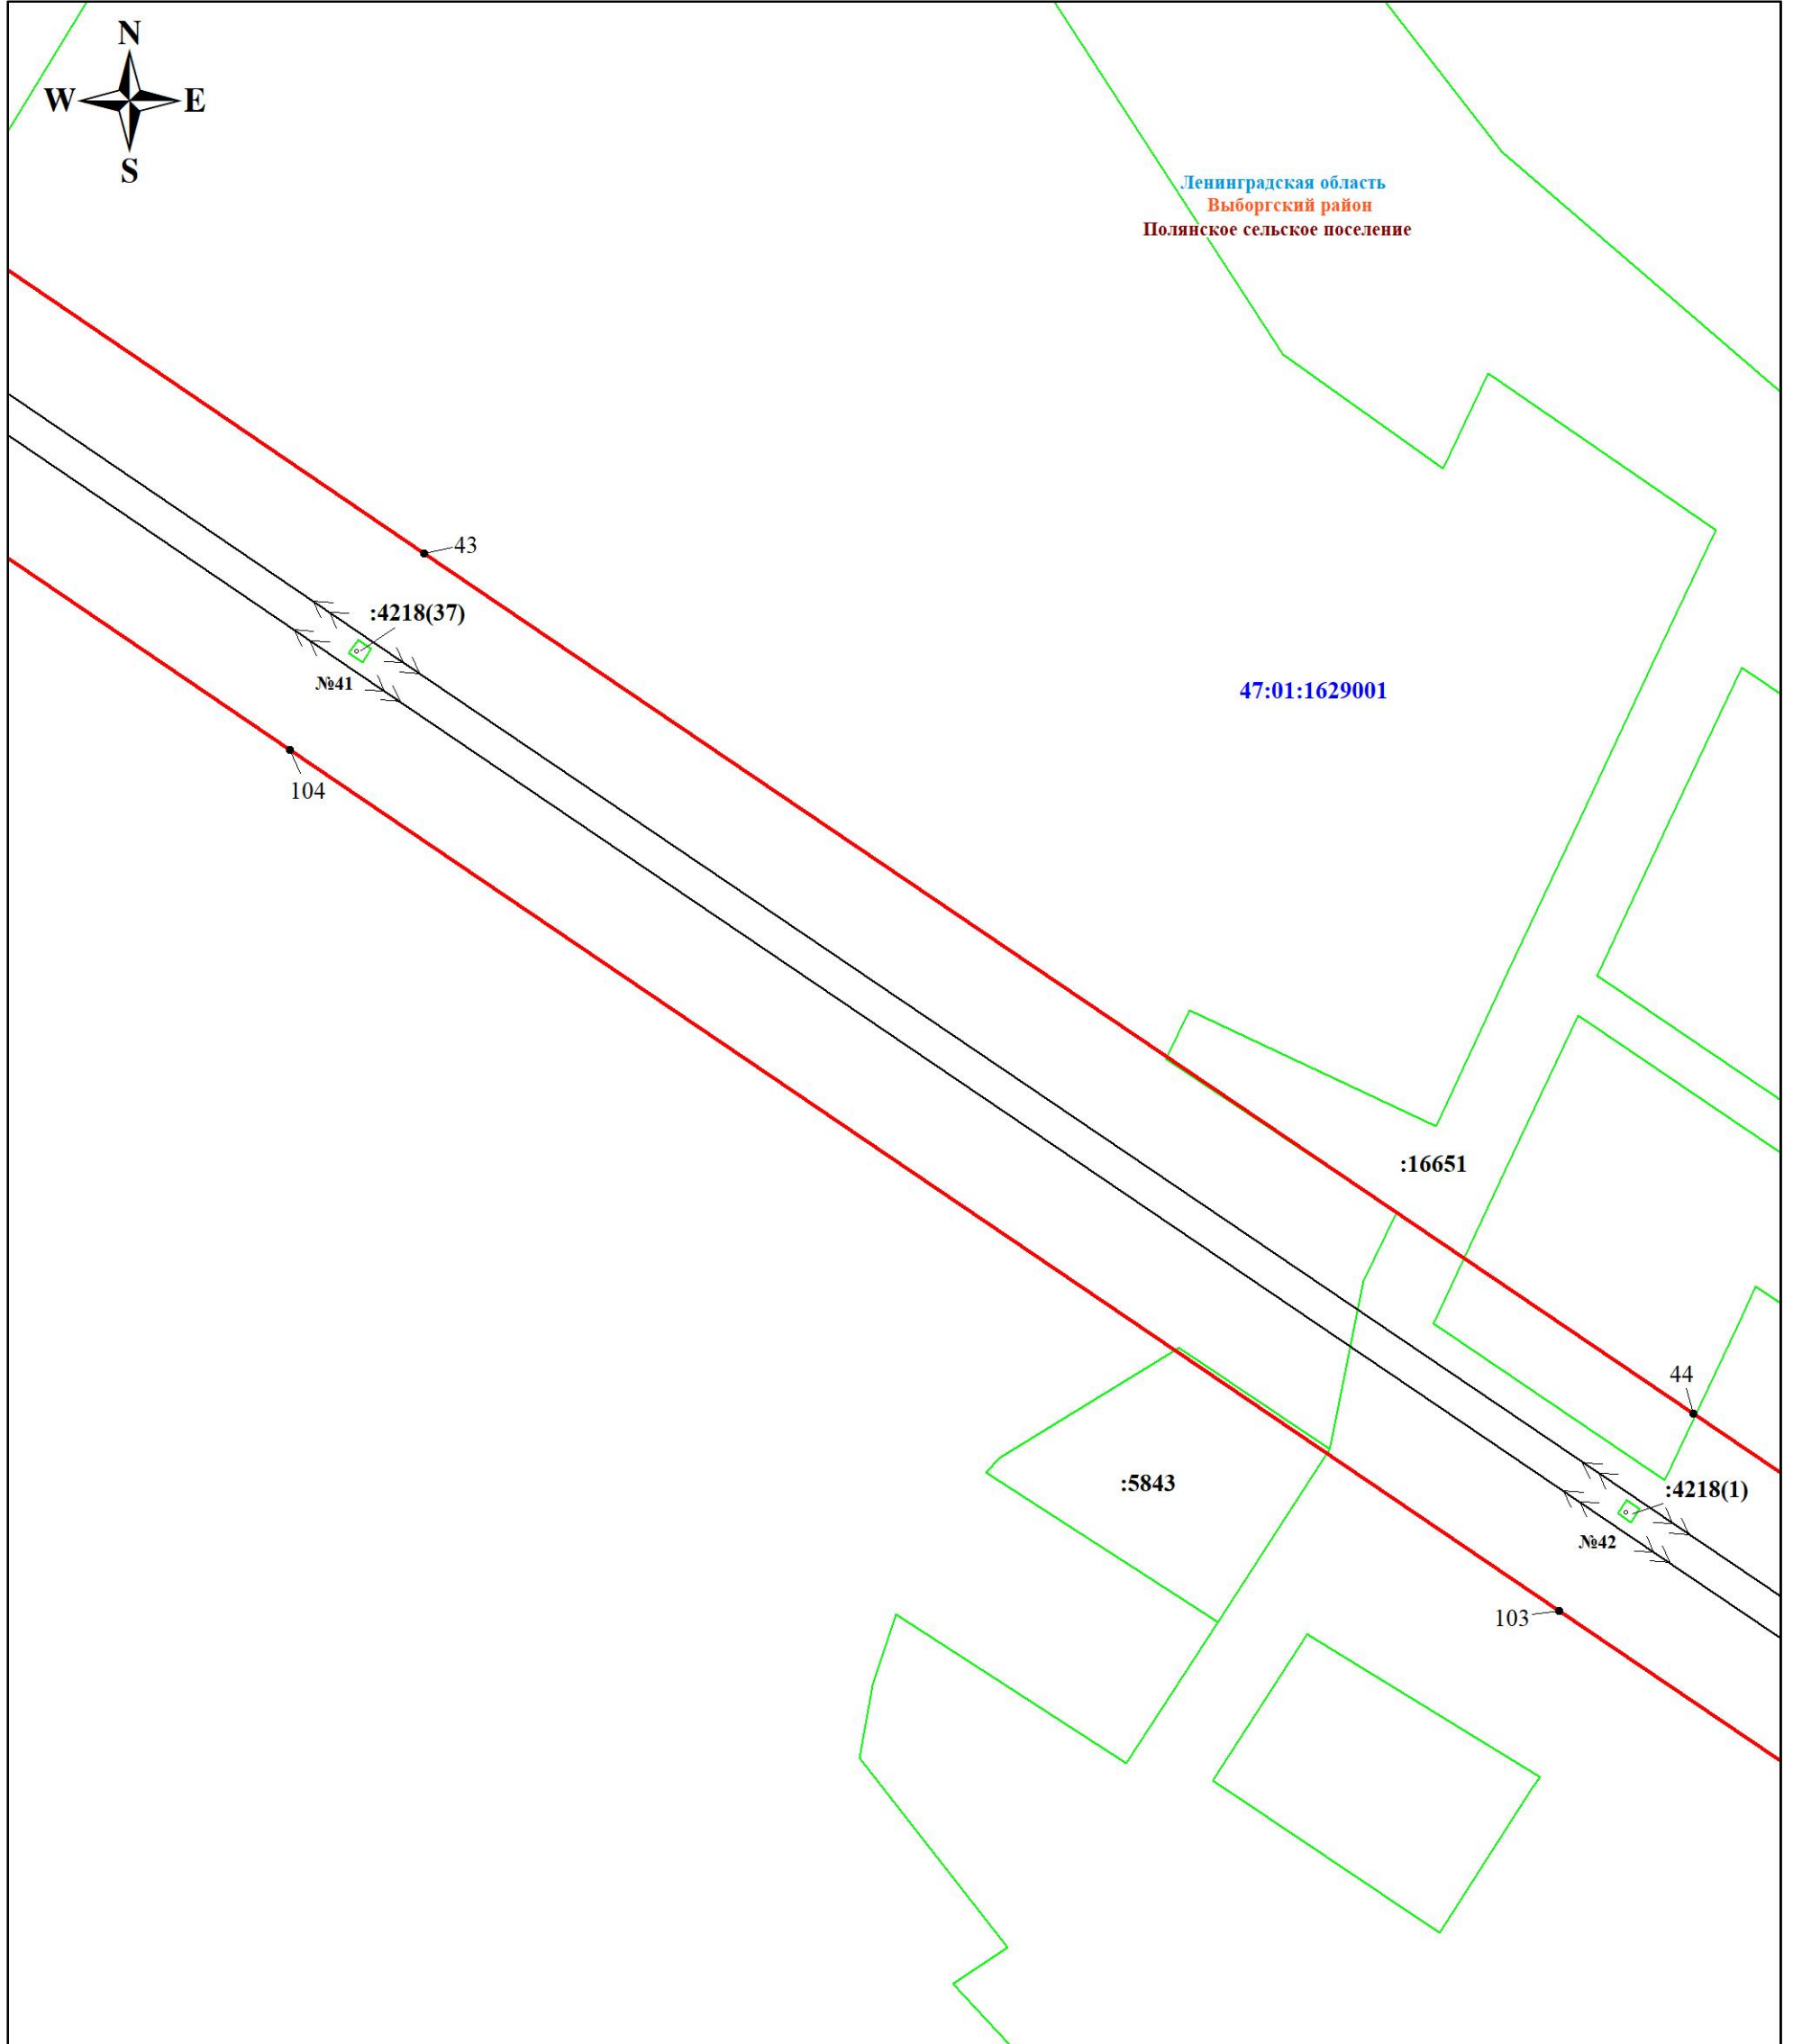 N
W E
S
Ленинградская область
Выборгский район
Полянское сельское поселение
43
:4218(37)
№41
47:01:1629001
104
:16651
44
:5843
:4218(1)
№42
103